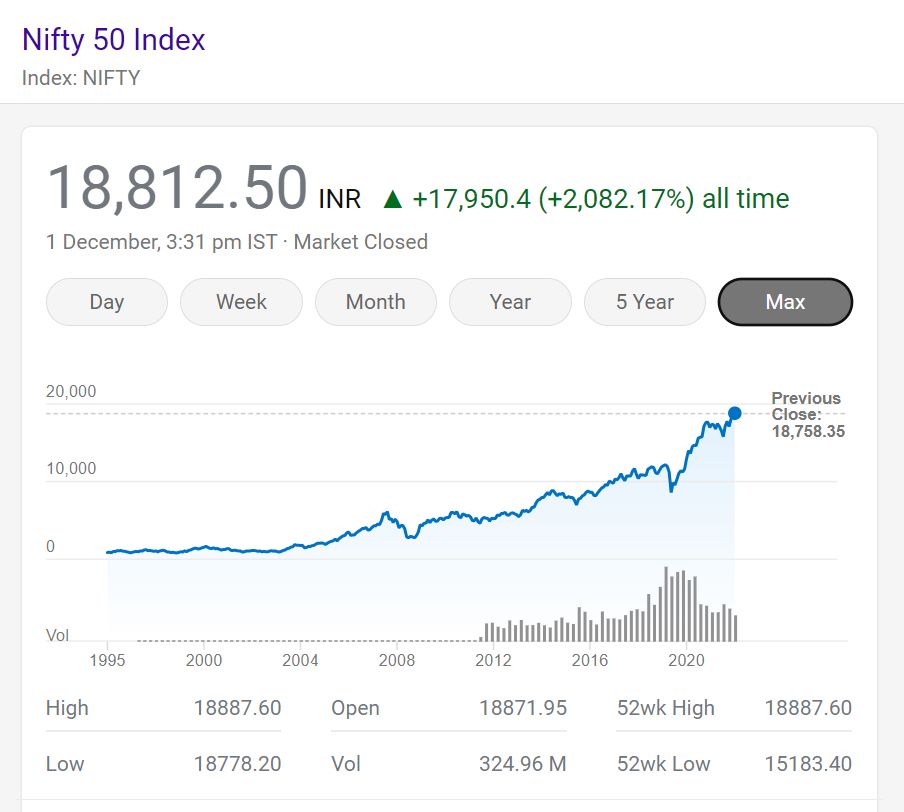 Nifty 50 Index
Index: NIFTY
18,812.50 INR ▲ +17,950.4 (+2,082.17%) all time
1 December, 3:31 pm IST · Market Closed
Day Week Month Year 5 Year Max
20,000
10,000
0
Previous
Close:
18,758.35
Vol
1995 2000 2004 2008 2012 2016 2020
High 18887.60 Open 18871.95 52wk High 18887.60
Low 18778.20 Vol 324.96 M 52wk Low 15183.40